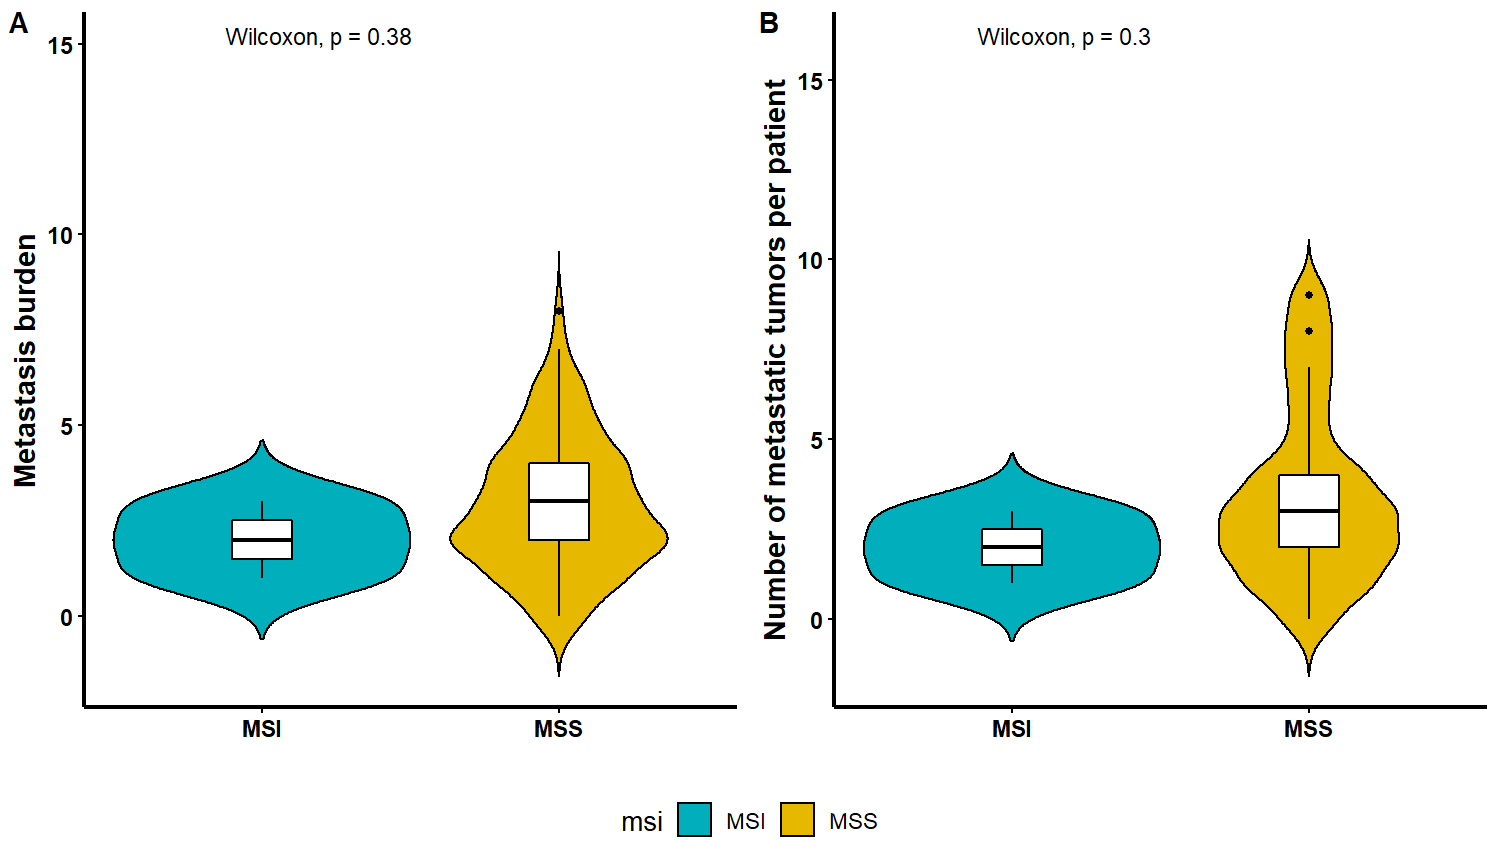 A
Wilcoxon, p = 0.38
Metastasis burden
15
10
5
0
MSI
MSS
B
Wilcoxon, p = 0.3
Number of metastatic tumors per patient
15
10
5
0
MSI
MSS
msi
MSI
MSS